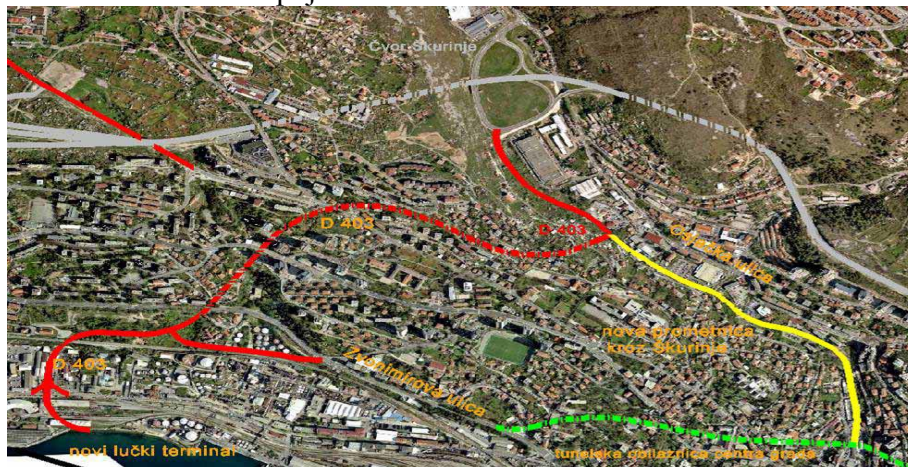 Čvor Škurinje
D 403
D 403
Osječka ulica
nova prometnica
kroz Škurinje
Zvonimirova ulica
D 403
novi lučki terminar
tunelska obilaznica centra grada